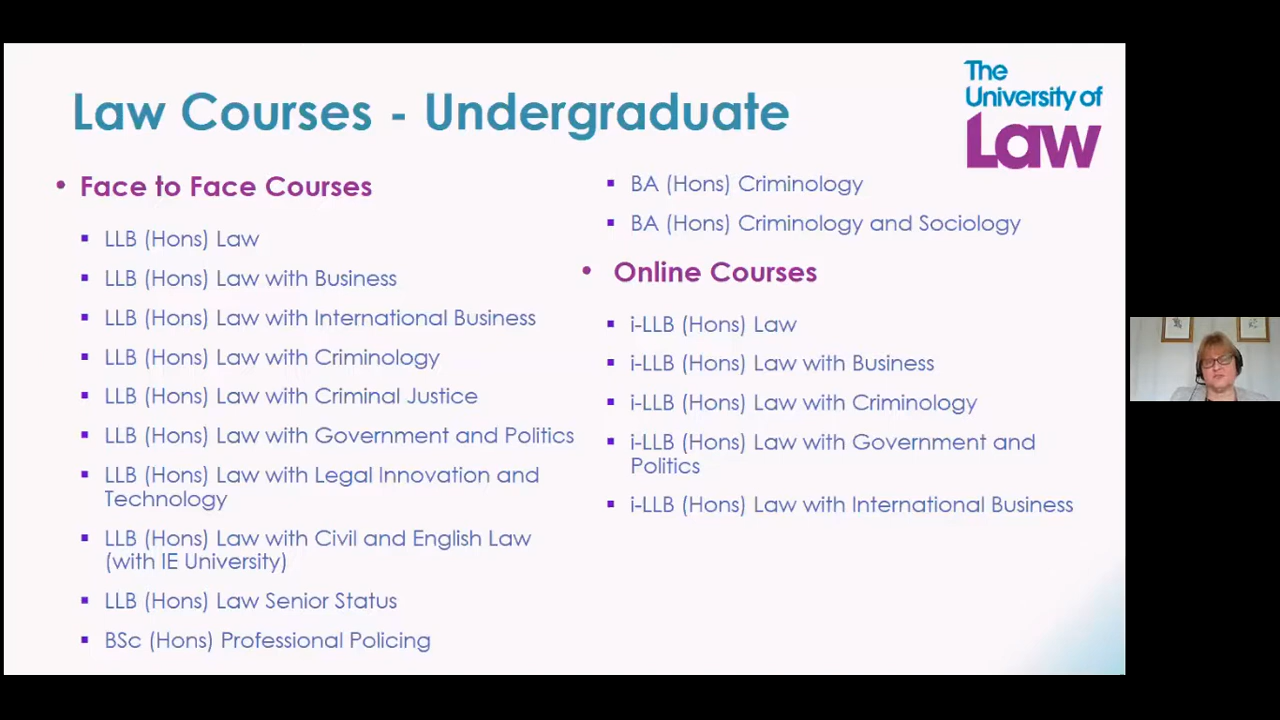 Law Courses - Undergraduate
The
University of
Law
• Face to Face Courses
▪ LLB (Hons) Law
▪ LLB (Hons) Law with Business
▪ LLB (Hons) Law with International Business
▪ LLB (Hons) Law with Criminology
▪ LLB (Hons) Law with Criminal Justice
▪ LLB (Hons) Law with Government and Politics
▪ LLB (Hons) Law with Legal Innovation and
Technology
▪ LLB (Hons) Law with Civil and English Law
(with IE University)
▪ LLB (Hons) Law Senior Status
▪ BSc (Hons) Professional Policing
▪ BA (Hons) Criminology
▪ BA (Hons) Criminology and Sociology
• Online Courses
▪ i-LLB (Hons) Law
▪ i-LLB (Hons) Law with Business
▪ i-LLB (Hons) Law with Criminology
▪ i-LLB (Hons) Law with Government and
Politics
▪ i-LLB (Hons) Law with International Business